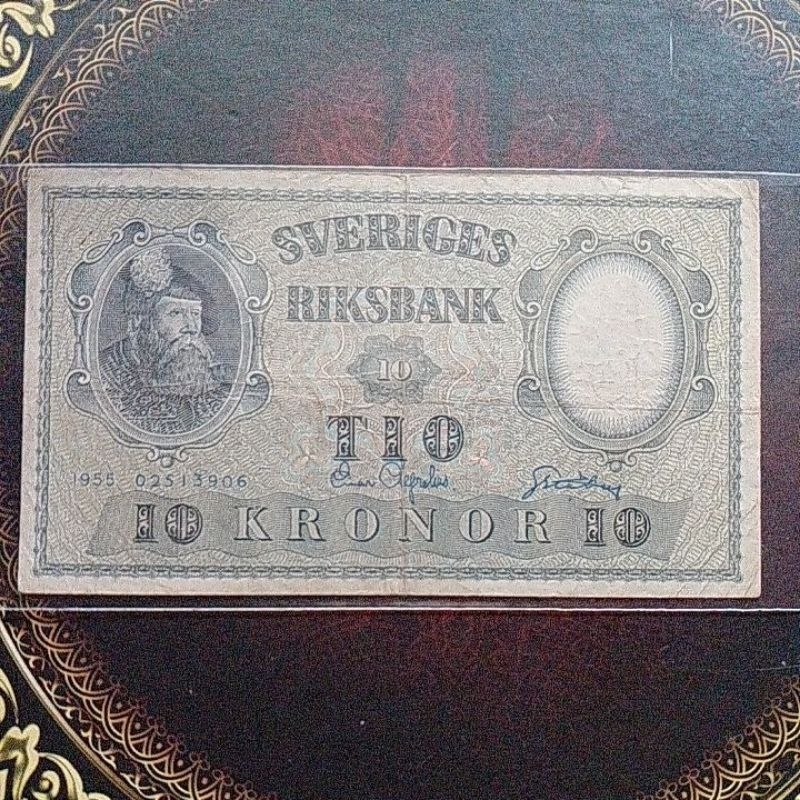 SVERIGES
RIKSBANK
10
TIO
1955 02513906
10 KRONOR 10